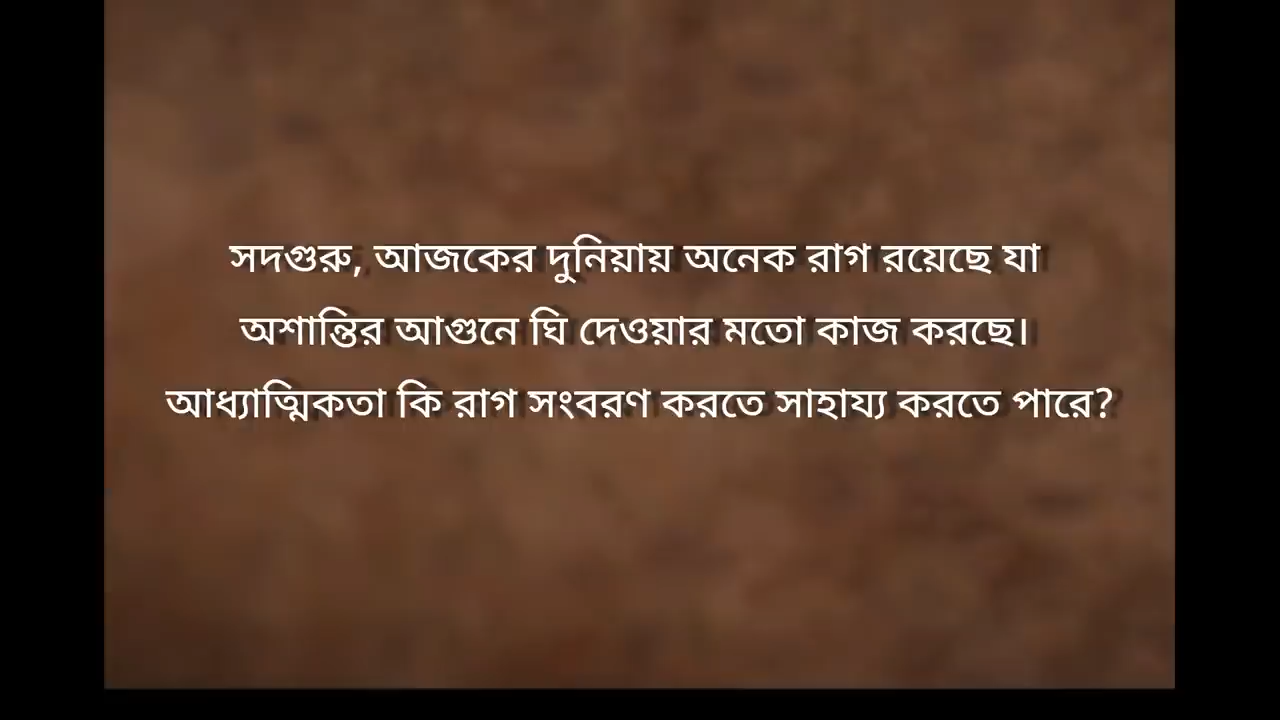 সদগুরু, আজকের দুনিয়ায় অনেক রাগ রয়েছে যা
অশান্তির আগুনে ঘি দেওয়ার মতো কাজ করছে।
আধ্যাত্মিকতা কি রাগ সংবরণ করতে সাহায্য করতে পারে?